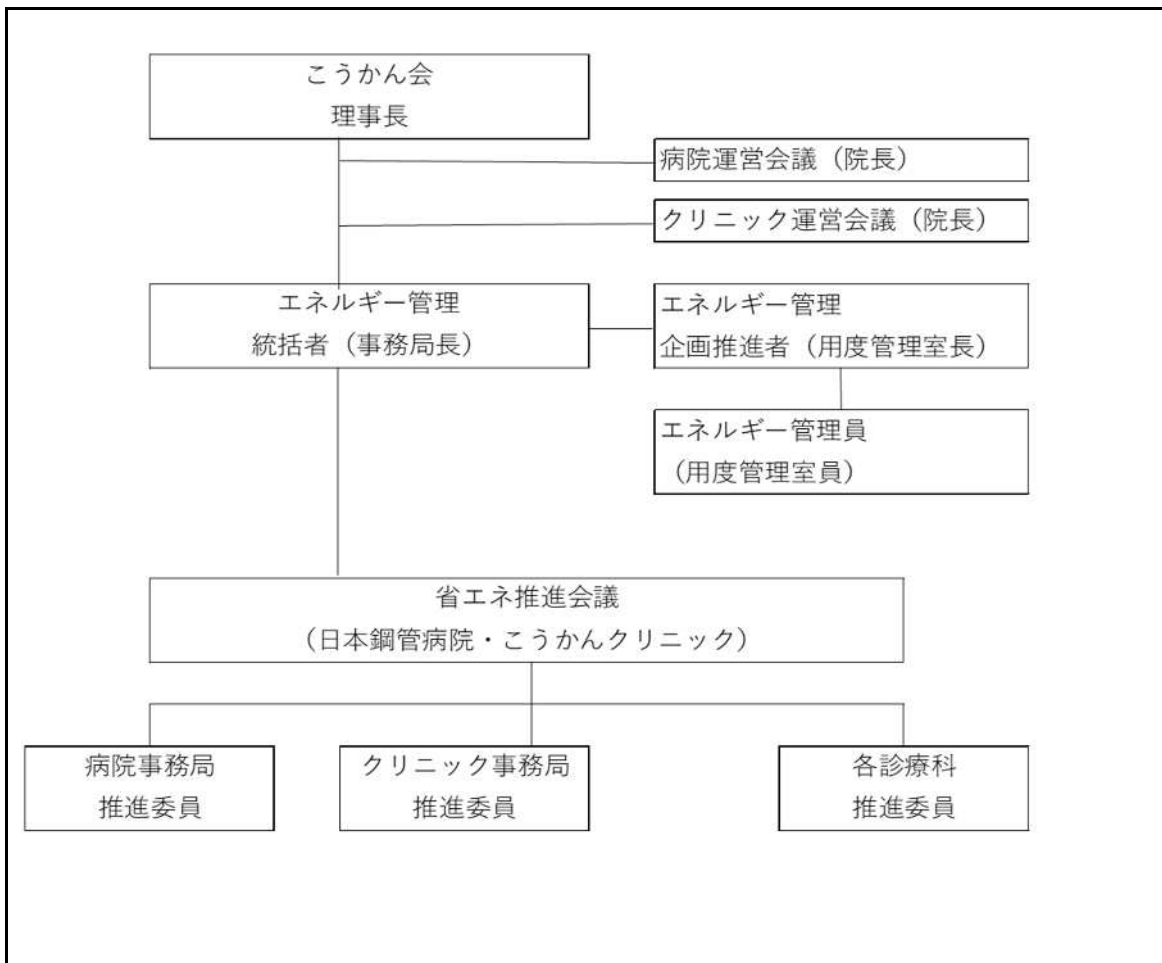 こうかん会
理事長
病院運営会議（院長）
クリニック運営会議（院長）
エネルギー管理
統括者（事務局長）
エネルギー管理
企画推進者（用度管理室長）
エネルギー管理員
（用度管理室員）
省エネ推進会議
（日本鋼管病院・こうかんクリニック）
病院事務局
推進委員
クリニック事務局
推進委員
各診療科
推進委員